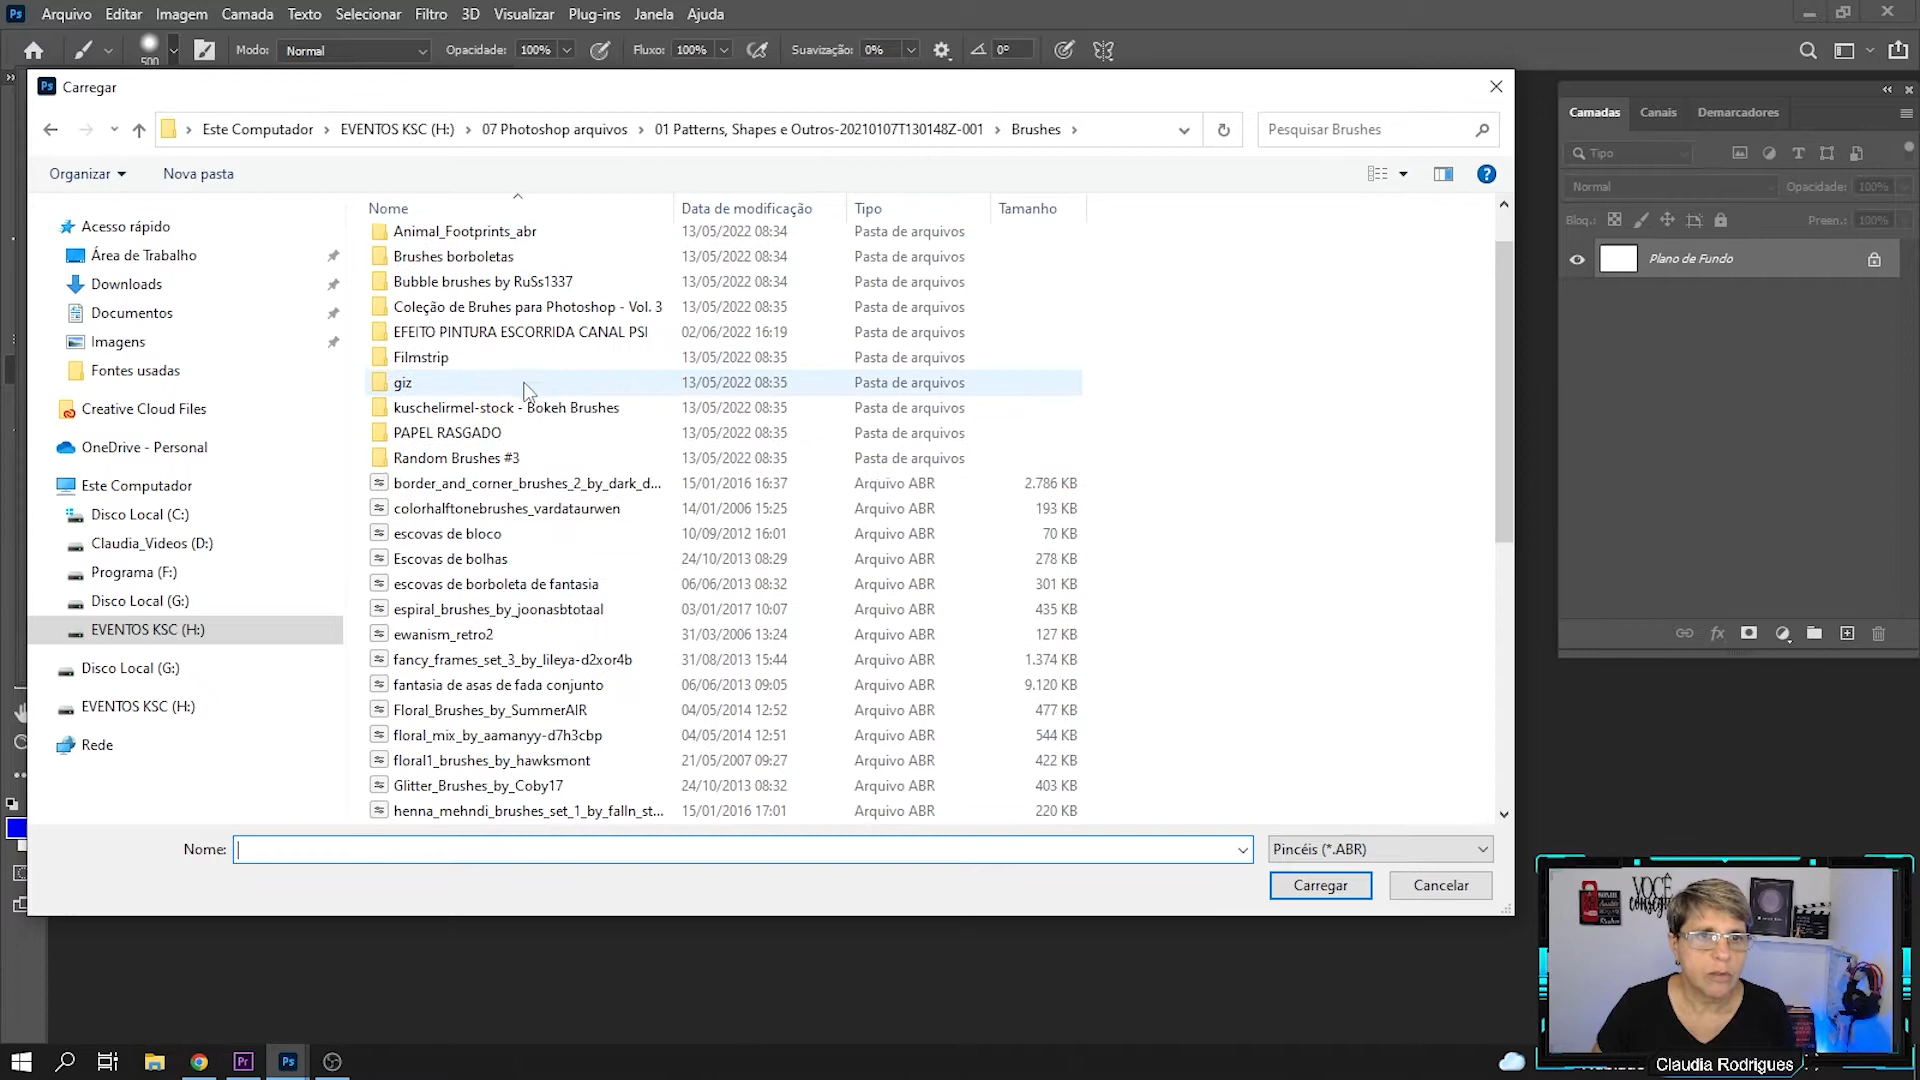 Ps Arquivo Editar Imagem Camada Texto Selecionar Filtro 3D Visualizar Plug-ins Janela Ajuda
500 Modo: Normal Opacidade: 100% Fluxo: 100% Suavização: 0% 0°
Ps Carregar
Este Computador EVENTOS KSC (H:) 07 Photoshop arquivos 01 Patterns, Shapes e Outros-20210107T130148Z-001 Brushes
Pesquisar Brushes
Organizar Nova pasta
Nome Data de modificação Tipo Tamanho
Animal_Footprints_abr 13/05/2022 08:34 Pasta de arquivos
Brushes borboletas 13/05/2022 08:34 Pasta de arquivos
Bubble brushes by RuSs1337 13/05/2022 08:34 Pasta de arquivos
Coleção de Bruhes para Photoshop - Vol. 3 13/05/2022 08:35 Pasta de arquivos
EFEITO PINTURA ESCORRIDA CANAL PSI 02/06/2022 16:19 Pasta de arquivos
Filmstrip 13/05/2022 08:35 Pasta de arquivos
giz 13/05/2022 08:35 Pasta de arquivos
kuschelirmel-stock - Bokeh Brushes 13/05/2022 08:35 Pasta de arquivos
PAPEL RASGADO 13/05/2022 08:35 Pasta de arquivos
Random Brushes #3 13/05/2022 08:35 Pasta de arquivos
border_and_corner_brushes_2_by_dark_d... 15/01/2016 16:37 Arquivo ABR 2.786 KB
colorhalftonebrushes_vardataurwen 14/01/2006 15:25 Arquivo ABR 193 KB
escovas de bloco 10/09/2012 16:01 Arquivo ABR 70 KB
Escovas de bolhas 24/10/2013 08:29 Arquivo ABR 278 KB
escovas de borboleta de fantasia 06/06/2013 08:32 Arquivo ABR 301 KB
espiral_brushes_by_joonasbtotaal 03/01/2017 10:07 Arquivo ABR 435 KB
ewanism_retro2 31/03/2006 13:24 Arquivo ABR 127 KB
fancy_frames_set_3_by_lileya-d2xor4b 31/08/2013 15:44 Arquivo ABR 1.374 KB
fantasia de asas de fada conjunto 06/06/2013 09:05 Arquivo ABR 9.120 KB
Floral_Brushes_by_SummerAIR 04/05/2014 12:52 Arquivo ABR 477 KB
floral_mix_by_aamanyy-d7h3cbp 04/05/2014 12:51 Arquivo ABR 544 KB
floral1_brushes_by_hawksmont 21/05/2007 09:27 Arquivo ABR 422 KB
Glitter_Brushes_by_Coby17 24/10/2013 08:32 Arquivo ABR 403 KB
henna_mehndi_brushes_set_1_by_falln_st... 15/01/2016 17:01 Arquivo ABR 220 KB
Acesso rápido
Área de Trabalho
Downloads
Documentos
Imagens
Fontes usadas
Creative Cloud Files
OneDrive - Personal
Este Computador
Disco Local (C:)
Claudia_Videos (D:)
Programa (F:)
Disco Local (G:)
EVENTOS KSC (H:)
Disco Local (G:)
EVENTOS KSC (H:)
Rede
Nome: Pincéis (*.ABR)
Carregar Cancelar
Camadas Canais Demarcadores
Tipo
Normal Opacidade: 100%
Bloq.: Preen.: 100%
Plano de Fundo
fx
VOCÊ
Pr Ps
Claudia Rodrigues